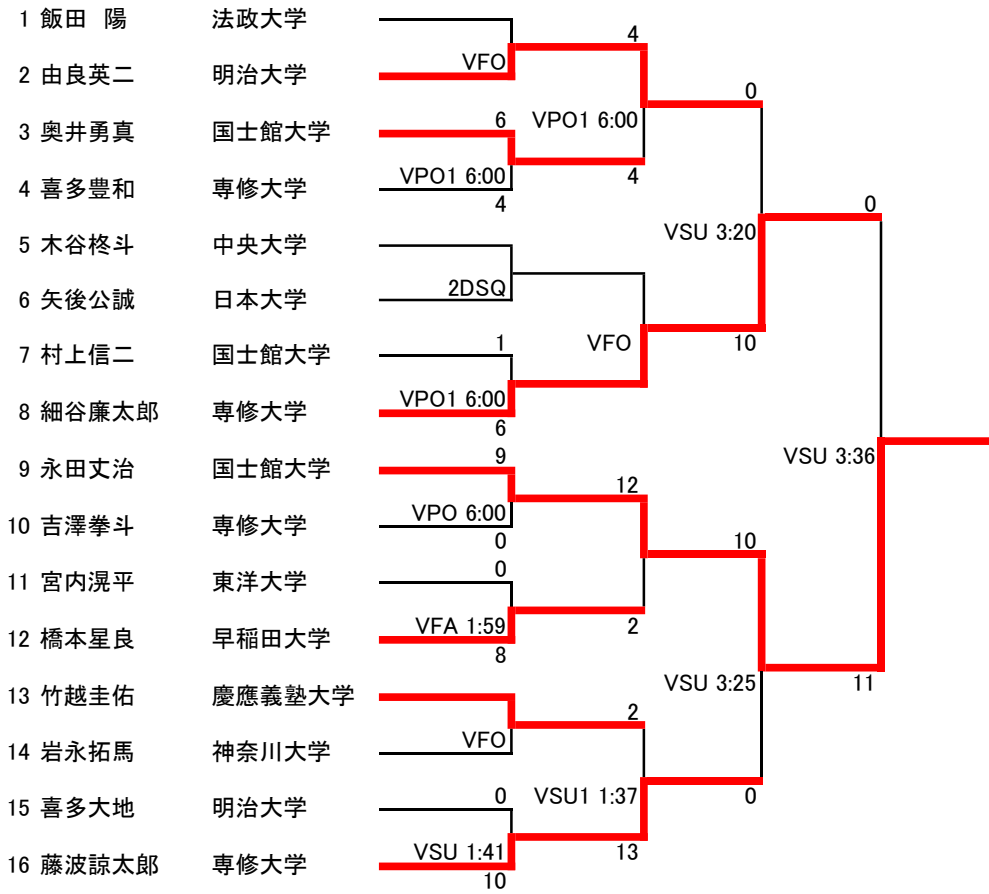 1 飯田 陽 法政大学
4
VFO
2 由良英二 明治大学
0
3 奥井勇真 国士館大学
6
VPO1 6:00
VPO1 6:00
4 喜多豊和 専修大学
4
4
0
VSU 3:20
5 木谷柊斗 中央大学
2DSQ
6 矢後公誠 日本大学
7 村上信二 国士館大学
1
VFO
10
VPO1 6:00
8 細谷廉太郎 専修大学
6
9
VSU 3:36
9 永田丈治 国士館大学
12
VPO 6:00
10 吉澤拳斗 専修大学
0
10
0
11 宮内滉平 東洋大学
VFA 1:59
2
12 橋本星良 早稲田大学
8
VSU 3:25
11
13 竹越圭佑 慶應義塾大学
2
VFO
14 岩永拓馬 神奈川大学
0
VSU1 1:37
0
15 喜多大地 明治大学
VSU 1:41
13
16 藤波諒太郎 専修大学
10